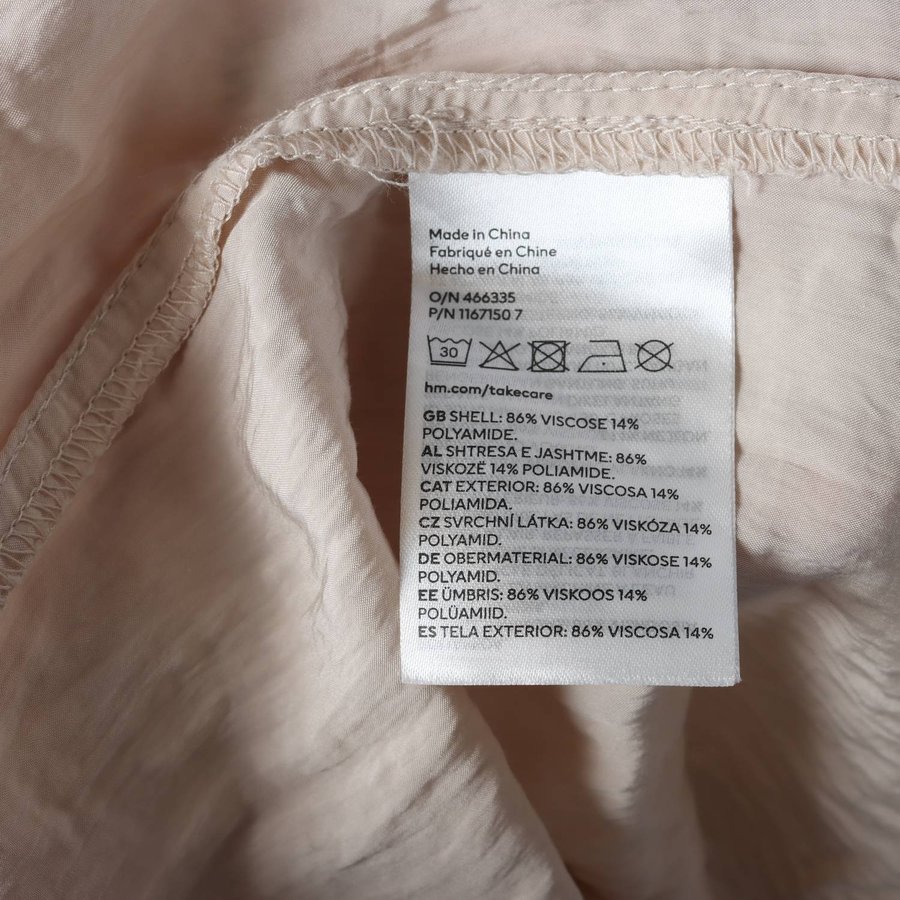 Made in China
Fabriqué en Chine
Hecho en China
O/N 466335
P/N 1167150 7
30
hm.com/takecare
GB SHELL: 86% VISCOSE 14%
POLYAMIDE.
AL SHTRESA E JASHTME: 86%
VISKOZË 14% POLIAMIDE.
CAT EXTERIOR: 86% VISCOSA 14%
POLIAMIDA.
CZ SVRCHNÍ LÁTKA: 86% VISKÓZA 14%
POLYAMID.
DE OBERMATERIAL: 86% VISKOSE 14%
POLYAMID.
EE ÜMBRIS: 86% VISKOOS 14%
POLÜAMIID.
ES TELA EXTERIOR: 86% VISCOSA 14%